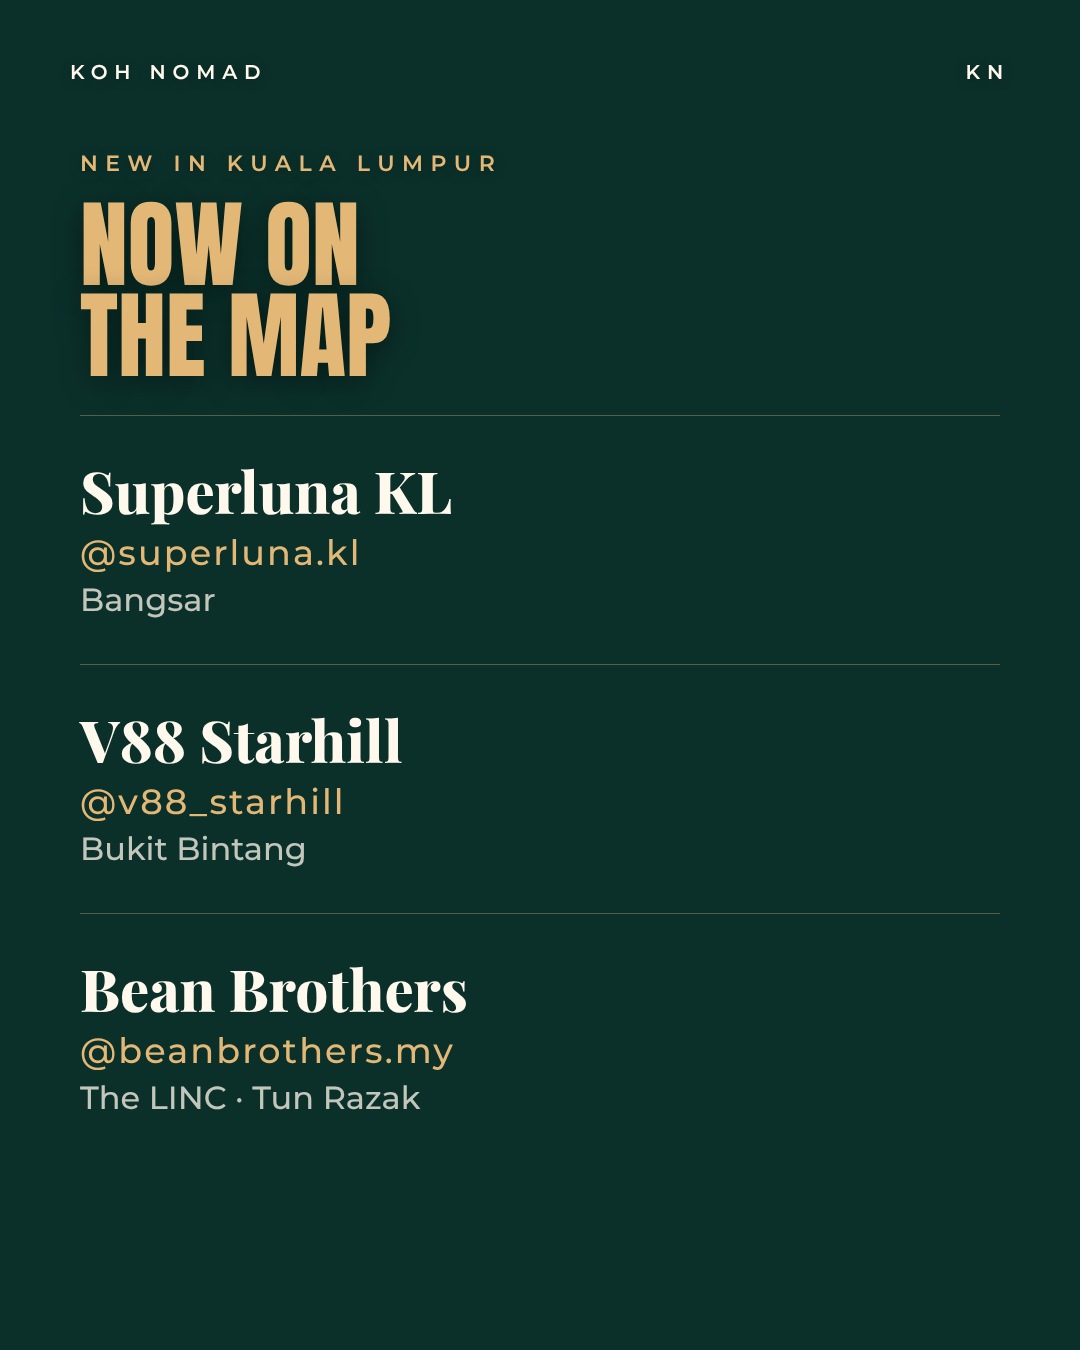 KOH NOMAD
KN
NEW IN KUALA LUMPUR
NOW ON
THE MAP
Superluna KL
@superluna.kl
Bangsar
V88 Starhill
@v88_starhill
Bukit Bintang
Bean Brothers
@beanbrothers.my
The LINC · Tun Razak